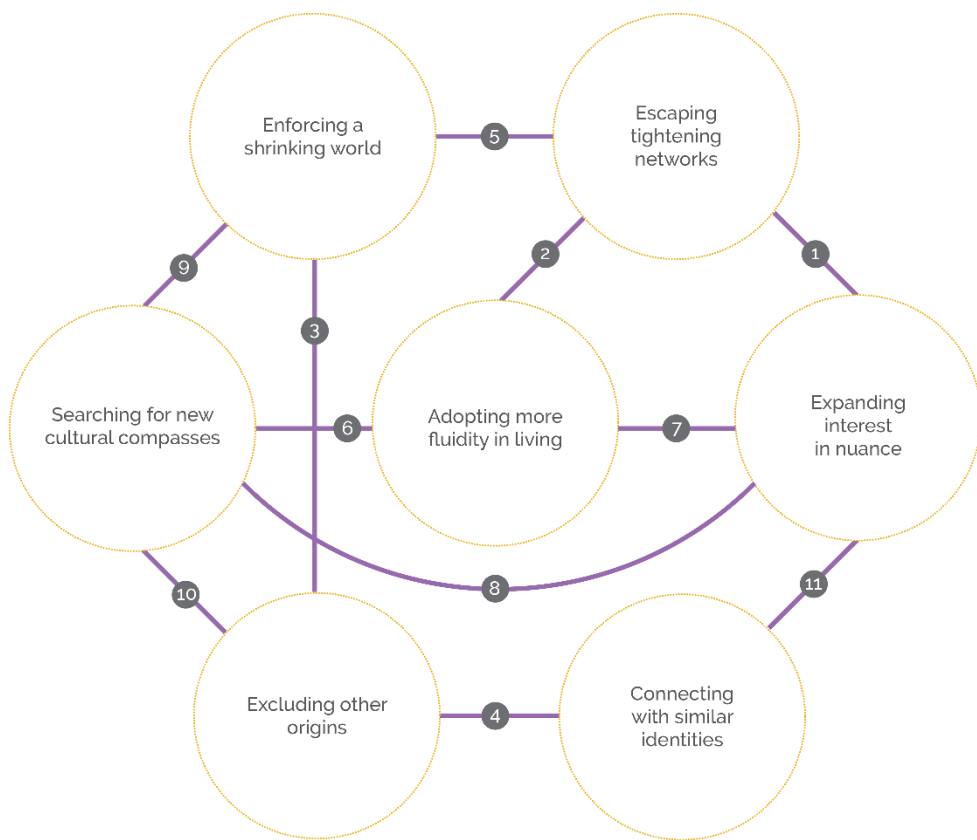 Enforcing a
shrinking world
5
Escaping
tightening
networks
9
2
1
3
Searching for new
cultural compasses
6
Adopting more
fluidity in living
7
Expanding
interest
in nuance
10
8
11
Excluding other
origins
4
Connecting
with similar
identities